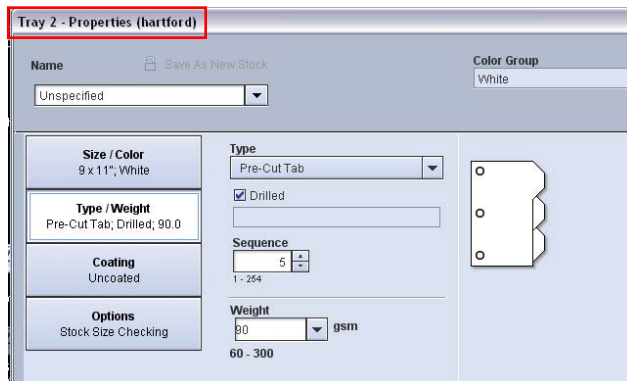 Tray 2 - Properties (hartford)
Name
Save As New Stock
Color Group
Unspecified
White
Size / Color
9 x 11"; White
Type / Weight
Pre-Cut Tab; Drilled; 90.0
Coating
Uncoated
Options
Stock Size Checking
Type
Pre-Cut Tab
Drilled
Sequence
5
1 - 254
Weight
90 gsm
60 - 300